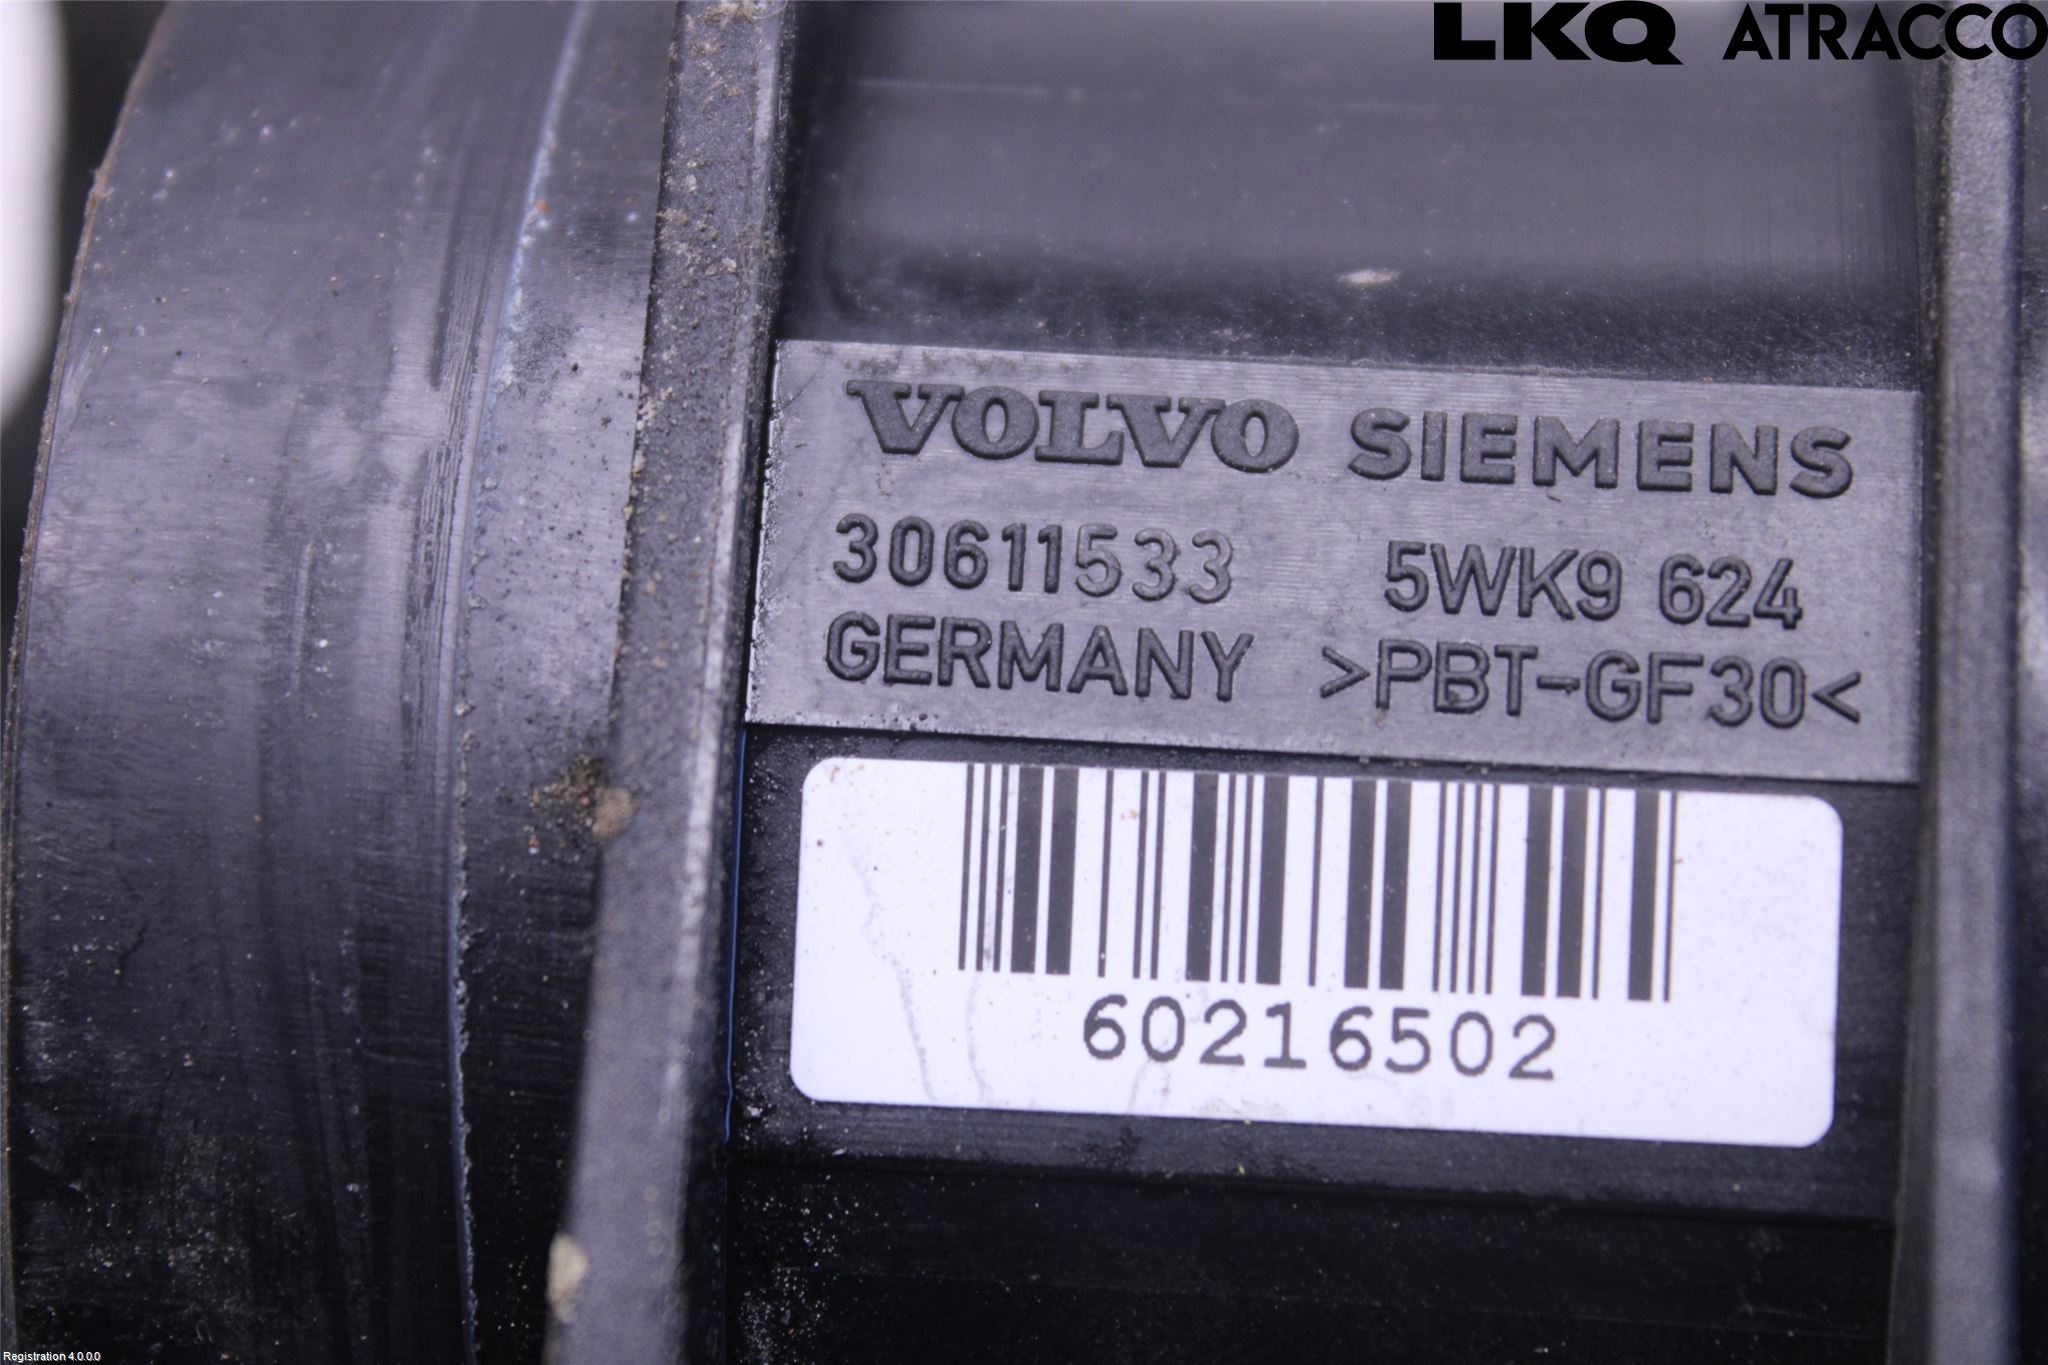 LKQ ATRACCO
VOLVO SIEMENS
30611533 5WK9 624
GERMANY >PBT-GF30<
60216502
Registration 4.0.0.0